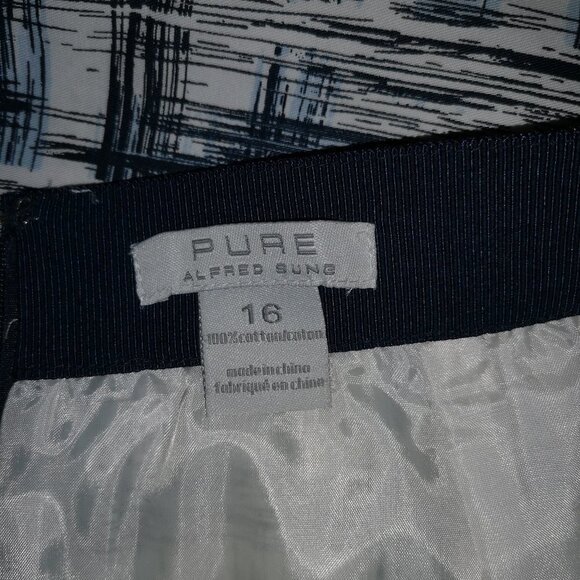 PURE
ALFRED SUNG
16
100%cotton/coton
made in china
fabriqué en chine